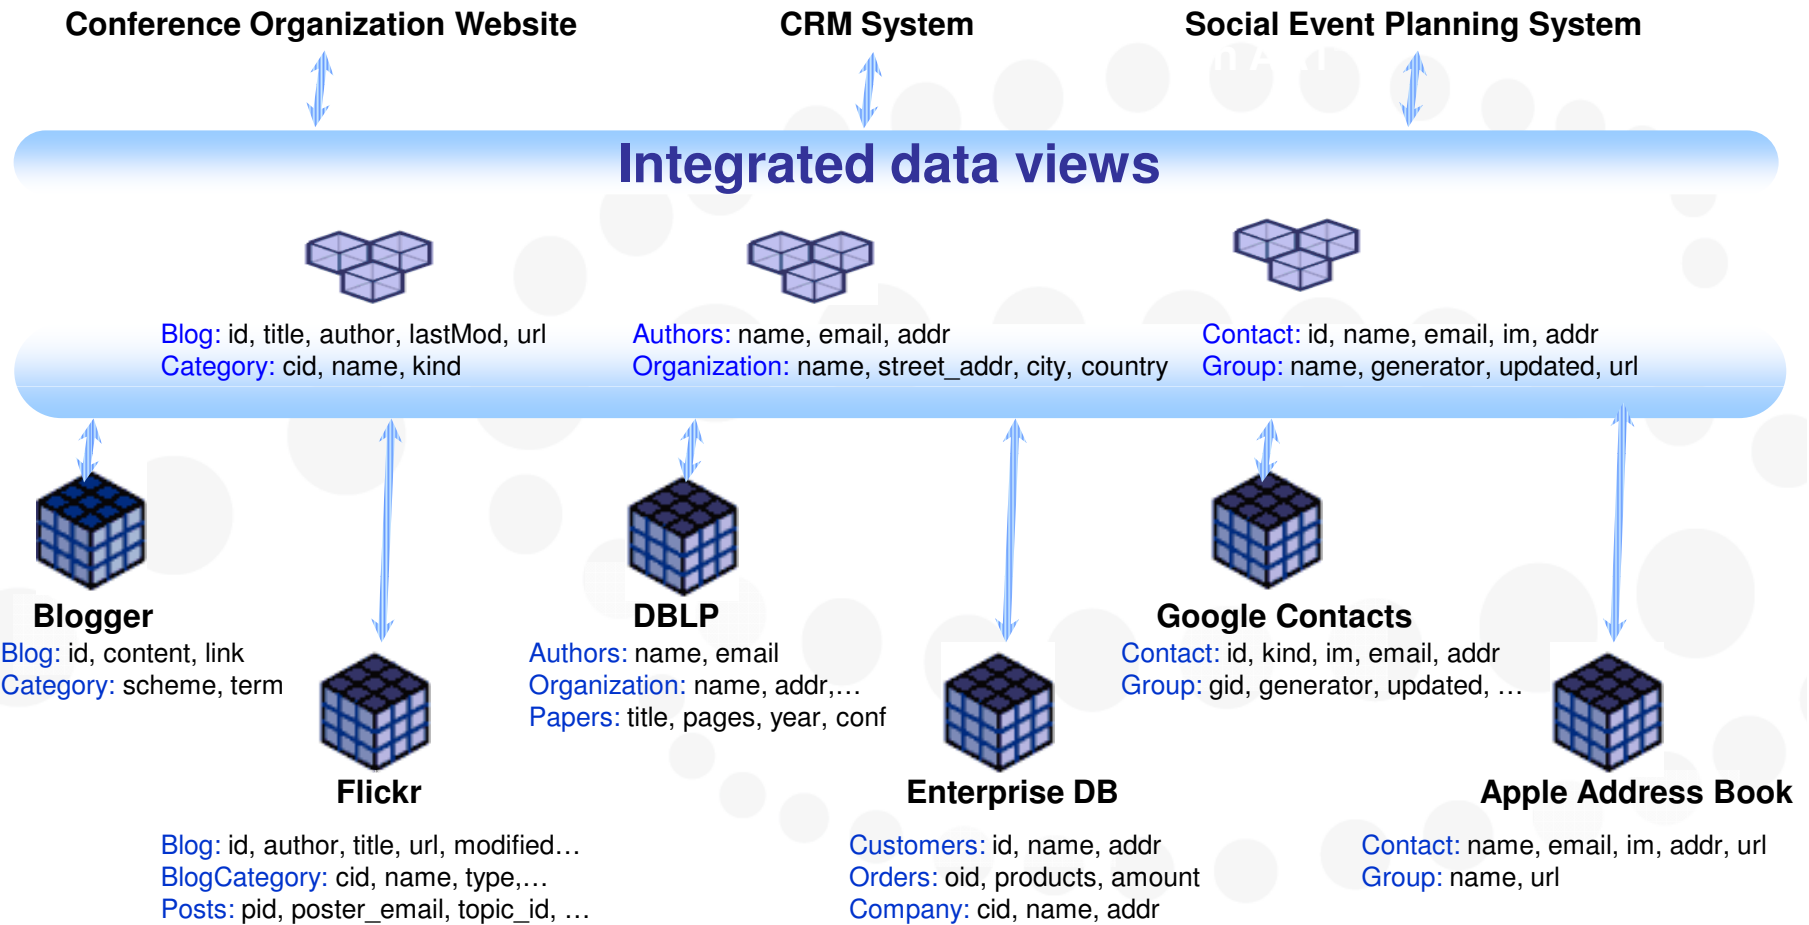 Conference Organization Website
CRM System
Social Event Planning System
Integrated data views
Blog: id, title, author, lastMod, url
Category: cid, name, kind
Authors: name, email, addr
Organization: name, street_addr, city, country
Contact: id, name, email, im, addr
Group: name, generator, updated, url
Blogger
Blog: id, content, link
Category: scheme, term
DBLP
Authors: name, email
Organization: name, addr,…
Papers: title, pages, year, conf
Google Contacts
Contact: id, kind, im, email, addr
Group: gid, generator, updated, …
Flickr
Blog: id, author, title, url, modified…
BlogCategory: cid, name, type,…
Posts: pid, poster_email, topic_id, …
Enterprise DB
Customers: id, name, addr
Orders: oid, products, amount
Company: cid, name, addr
Apple Address Book
Contact: name, email, im, addr, url
Group: name, url